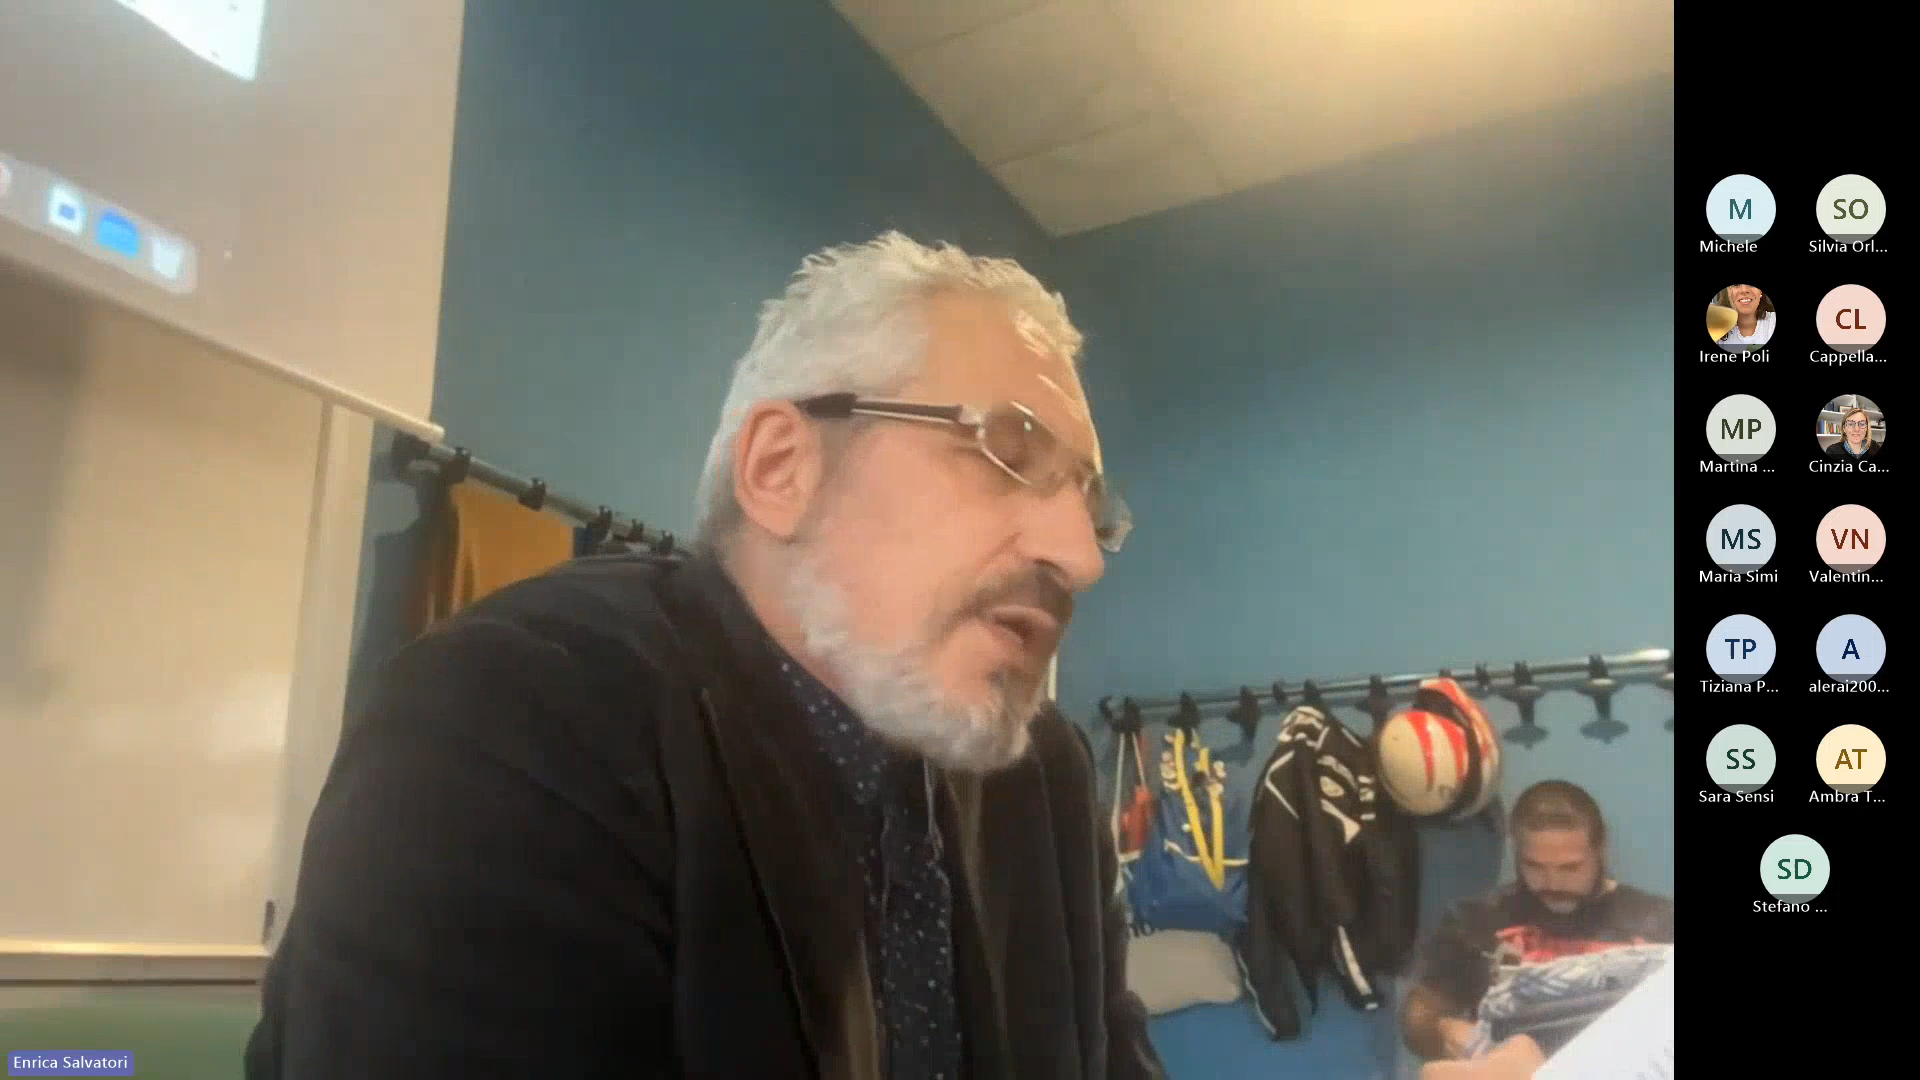 M
SO
Michele
Silvia Orl...
CL
Irene Poli
Cappella...
MP
Martina ...
Cinzia Ca...
MS
VN
Maria Simi
Valentin...
TP
A
Tiziana P...
alerai200...
SS
AT
Sara Sensi
Ambra T...
SD
Stefano ...
Enrica Salvatori